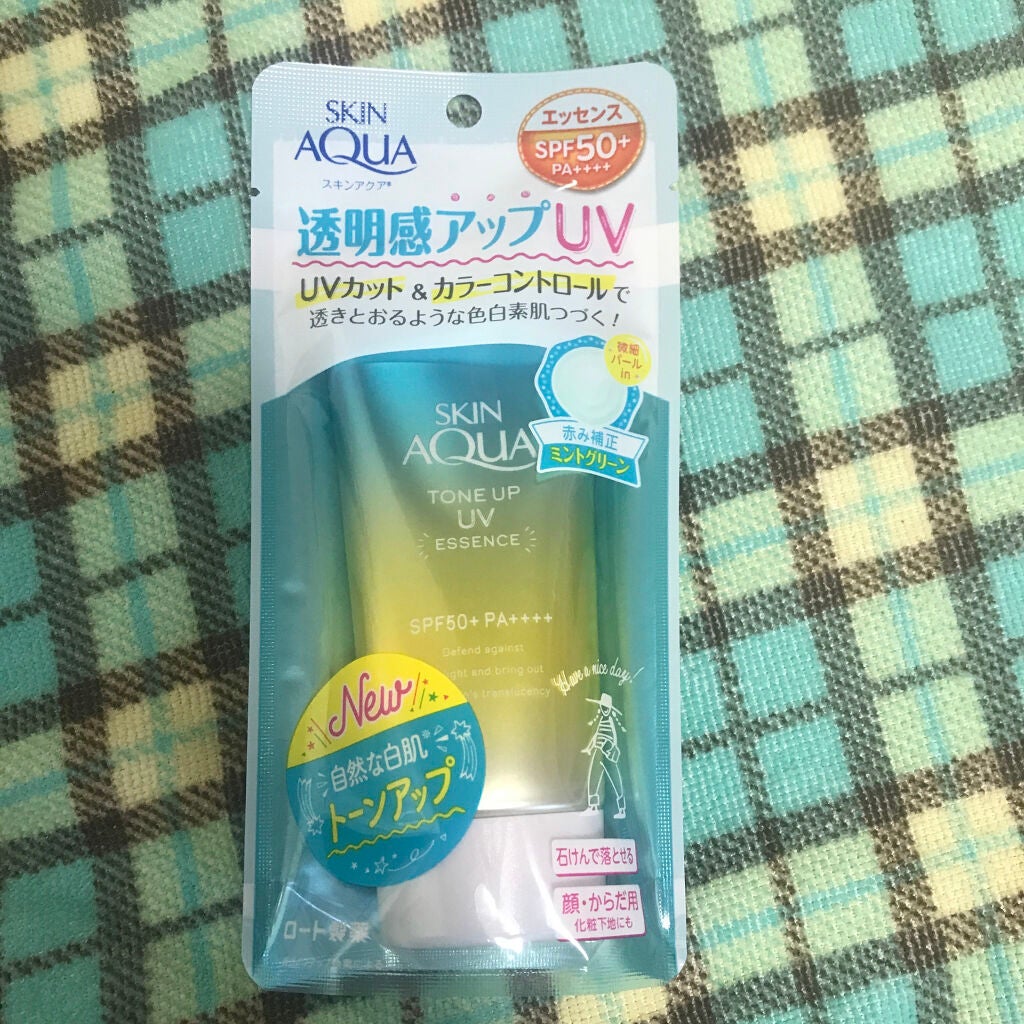 SKIN
AQUA
スキンアクア®
エッセンス
SPF50+
PA++++
透明感アップUV
UVカット & カラーコントロールで
透きとおるような色白素肌つづく!
微細
パール
in
赤み補正
ミントグリーン
SKIN
AQUA
TONE UP
UV
ESSENCE
SPF50+ PA++++
Defend against
and bring out
translucency
Have a nice day!
New!
自然な白肌※
トーンアップ
石けんで落とせる
顔・からだ用
化粧下地にも
ロート製薬